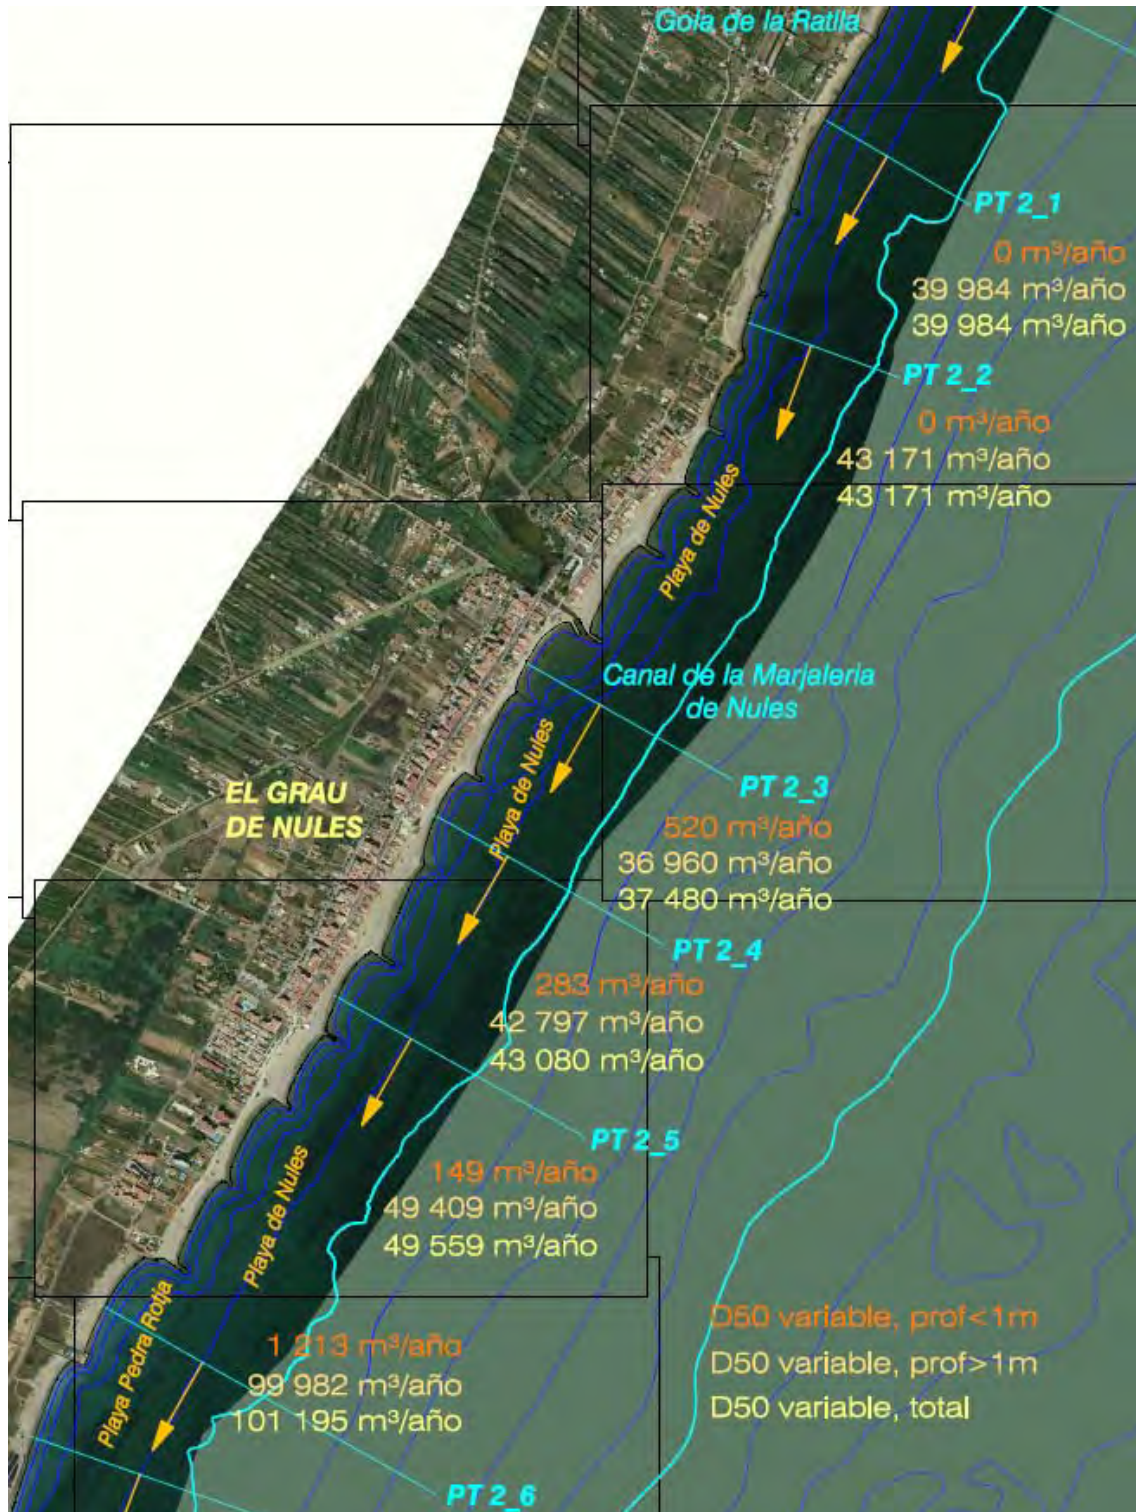 Gola de la Ratlla
PT 2_1
0 m³/año
39 984 m³/año
39 984 m³/año
PT 2_2
0 m³/año
43 171 m³/año
43 171 m³/año
Playa de Nules
Canal de la Marjaleria
de Nules
Playa de Nules
EL GRAU
DE NULES
PT 2_3
520 m³/año
36 960 m³/año
37 480 m³/año
PT 2_4
283 m³/año
42 797 m³/año
43 080 m³/año
PT 2_5
149 m³/año
49 409 m³/año
49 559 m³/año
Playa de Nules
Playa Pedra Rotja
1 213 m³/año
99 982 m³/año
101 195 m³/año
D50 variable, prof<1m
D50 variable, prof>1m
D50 variable, total
PT 2_6